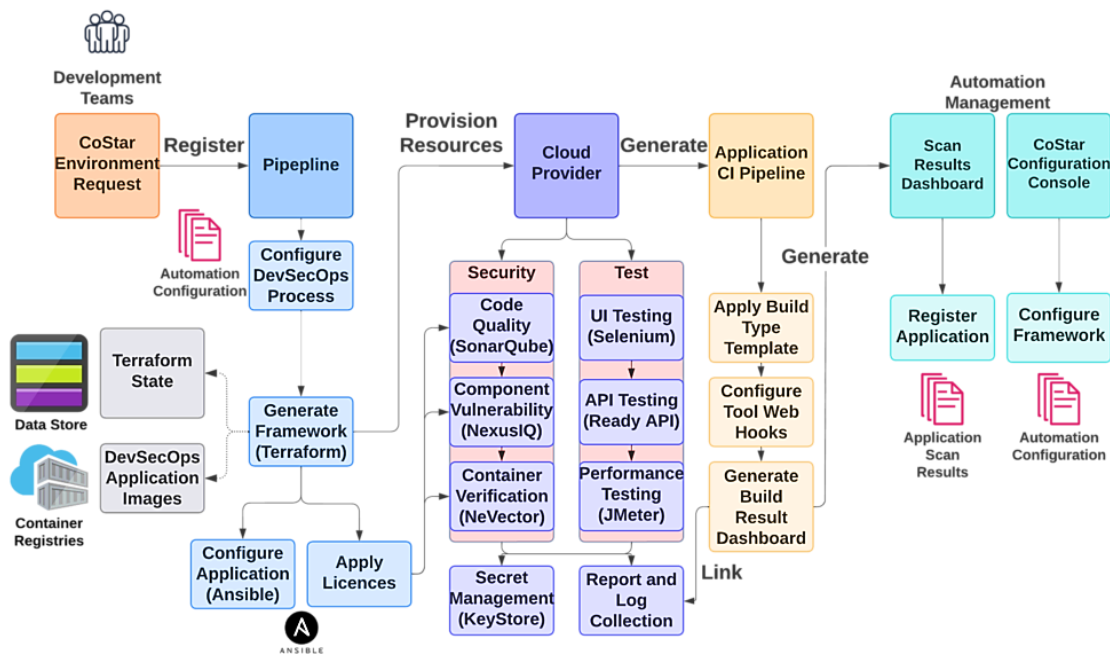 Development
Teams
CoStar
Environment
Request
Register
Pipepline
Automation
Configuration
Configure
DevSecOps
Process
Data Store
Terraform
State
Container
Registries
DevSecOps
Application
Images
Generate
Framework
(Terraform)
Configure
Application
(Ansible)
ANSIBLE
Apply
Licences
Provision
Resources
Cloud
Provider
Security
Code
Quality
(SonarQube)
Component
Vulnerability
(NexusIQ)
Container
Verification
(NeVector)
Secret
Management
(KeyStore)
Test
UI Testing
(Selenium)
API Testing
(Ready API)
Performance
Testing
(JMeter)
Report and
Log
Collection
Generate
Application
CI Pipeline
Apply Build
Type
Template
Configure
Tool Web
Hooks
Generate
Build
Result
Dashboard
Link
Generate
Automation
Management
Scan
Results
Dashboard
Register
Application
Application
Scan
Results
CoStar
Configuration
Console
Configure
Framework
Automation
Configuration